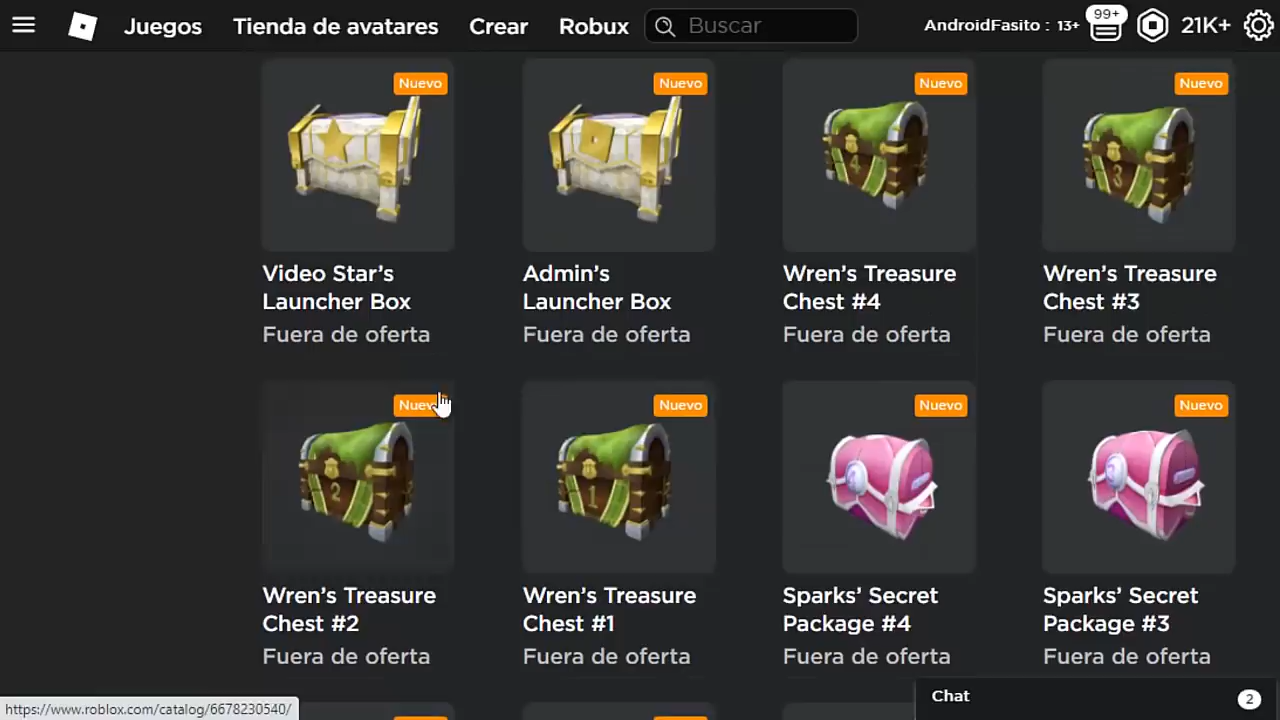 Juegos Tienda de avatares Crear Robux Buscar AndroidFasito : 13+ 99+ 21K+
Nuevo Nuevo Nuevo Nuevo
4 3
Video Star’s Launcher Box
Fuera de oferta
Admin’s Launcher Box
Fuera de oferta
Wren’s Treasure Chest #4
Fuera de oferta
Wren’s Treasure Chest #3
Fuera de oferta
Nuevo Nuevo Nuevo
2 1
Wren’s Treasure Chest #2
Fuera de oferta
Wren’s Treasure Chest #1
Fuera de oferta
Sparks’ Secret Package #4
Fuera de oferta
Sparks’ Secret Package #3
Fuera de oferta
https://www.roblox.com/catalog/6678230540/
Chat 2